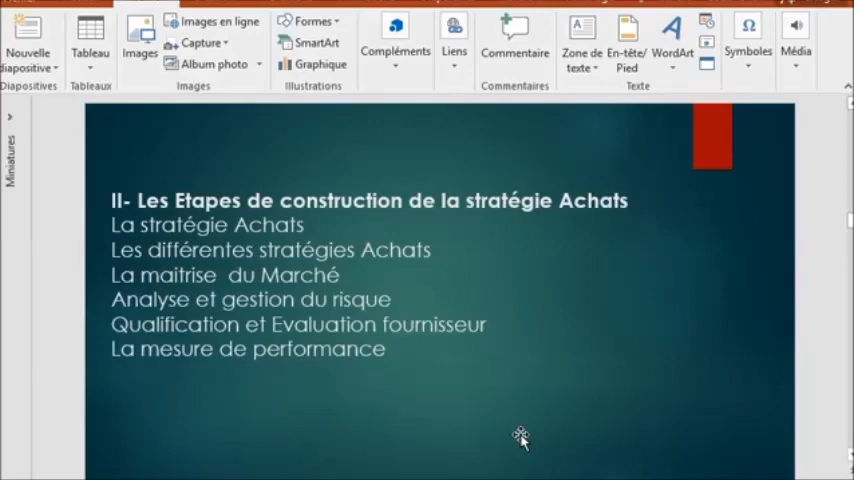 Nouvelle
diapositive
Diapositives
Tableau
Tableaux
Images
Images en ligne
Capture
Album photo
Images
Formes
SmartArt
Graphique
Illustrations
Compléments
Liens
Commentaire
Commentaires
Zone de
texte
En-tête/
Pied
WordArt
Texte
Symboles
Média
Miniatures
II- Les Etapes de construction de la stratégie Achats
La stratégie Achats
Les différentes stratégies Achats
La maitrise du Marché
Analyse et gestion du risque
Qualification et Evaluation fournisseur
La mesure de performance